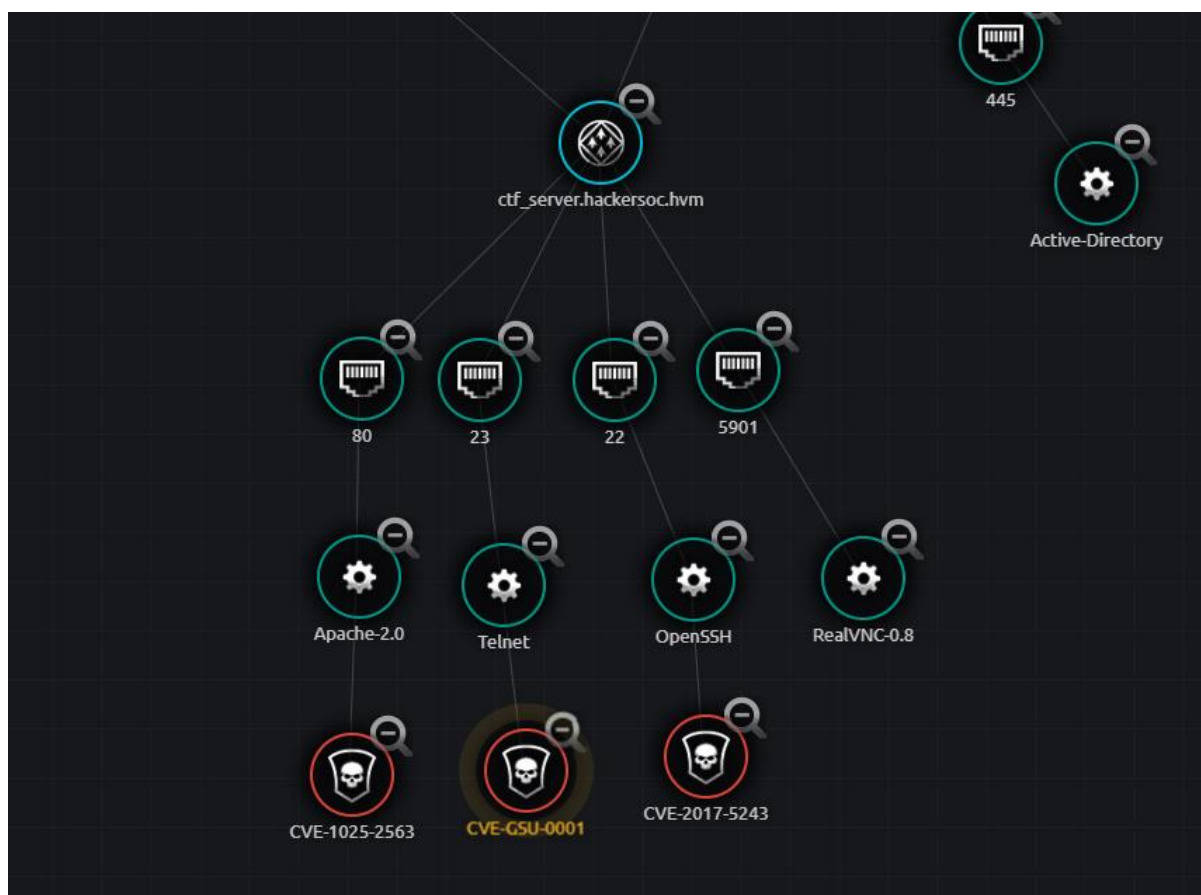 445
ctf_server.hackersoc.hvm
Active-Directory
80
23
22
5901
Apache-2.0
Telnet
OpenSSH
RealVNC-0.8
CVE-1025-2563
CVE-GSU-0001
CVE-2017-5243